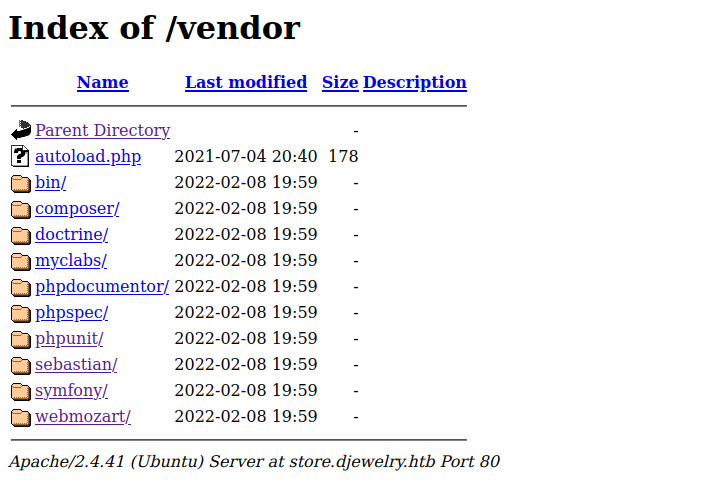 Index of /vendor
Name Last modified Size Description
Parent Directory -
autoload.php 2021-07-04 20:40 178
bin/ 2022-02-08 19:59 -
composer/ 2022-02-08 19:59 -
doctrine/ 2022-02-08 19:59 -
myclabs/ 2022-02-08 19:59 -
phpdocumentor/ 2022-02-08 19:59 -
phpspec/ 2022-02-08 19:59 -
phpunit/ 2022-02-08 19:59 -
sebastian/ 2022-02-08 19:59 -
symfony/ 2022-02-08 19:59 -
webmozart/ 2022-02-08 19:59 -
Apache/2.4.41 (Ubuntu) Server at store.djewelry.htb Port 80